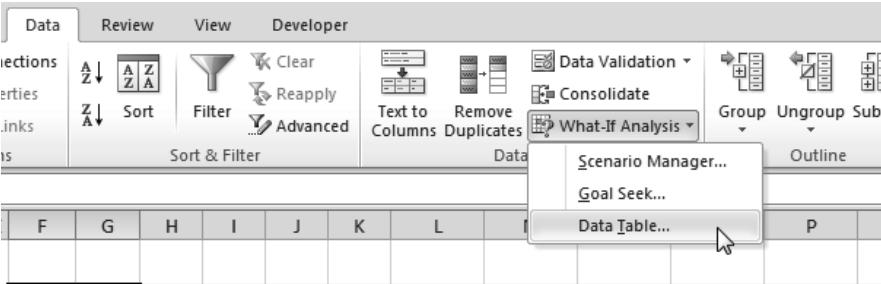 Data Review View Developer
nections Clear Data Validation
erties A Z Z A Reapply Consolidate
Links Z A Sort Filter Advanced Text to Columns Remove Duplicates What-If Analysis Group Ungroup Sub
ns Sort & Filter Data Outline
Scenario Manager...
Goal Seek...
Data Table...
F G H I J K L P